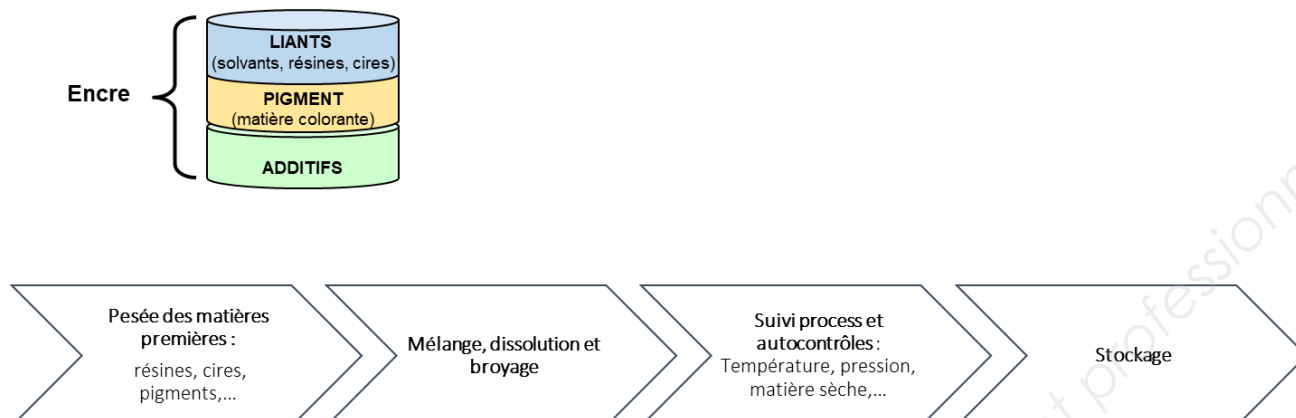 LIANTS
(solvants, résines, cires)
Encre
PIGMENT
(matière colorante)
ADDITIFS
Pesée des matières
premières :
résines, cires,
pigments,...
Mélange, dissolution et
broyage
Suivi process et
autocontrôles :
Température, pression,
matière sèche,...
Stockage